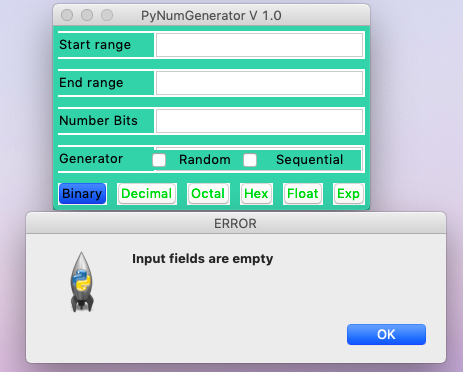 PyNumGenerator V 1.0
Start range
End range
Number Bits
Generator Random Sequential
Binary Decimal Octal Hex Float Exp
ERROR
Input fields are empty
OK